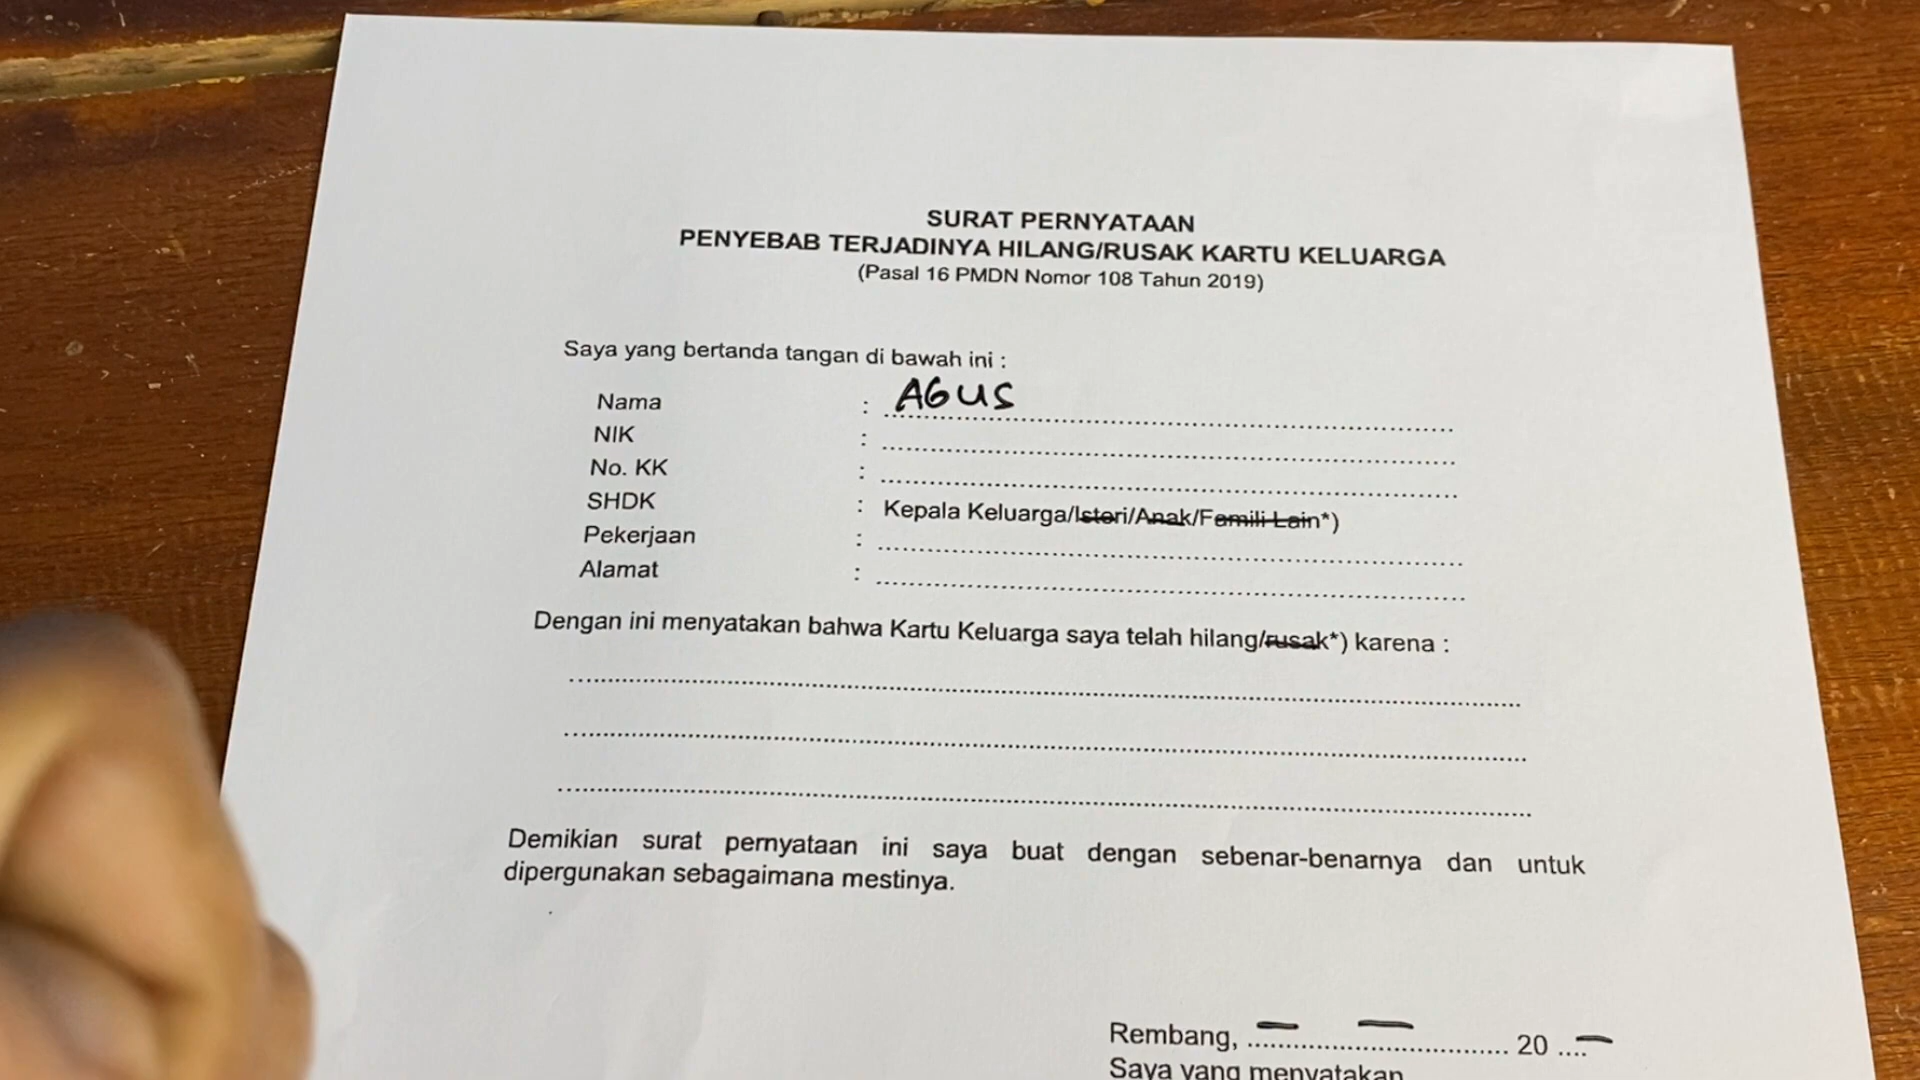 SURAT PERNYATAAN
PENYEBAB TERJADINYA HILANG/RUSAK KARTU KELUARGA
(Pasal 16 PMDN Nomor 108 Tahun 2019)
Saya yang bertanda tangan di bawah ini :
Nama : AGUS
NIK : ....................
No. KK : ....................
SHDK : Kepala Keluarga/Isteri/Anak/Famili Lain*)
Pekerjaan : ....................
Alamat : ....................
Dengan ini menyatakan bahwa Kartu Keluarga saya telah hilang/rusak*) karena :
Demikian surat pernyataan ini saya buat dengan sebenar-benarnya dan untuk
dipergunakan sebagaimana mestinya.
Rembang, .................... 20 ....
Saya yang menyatakan